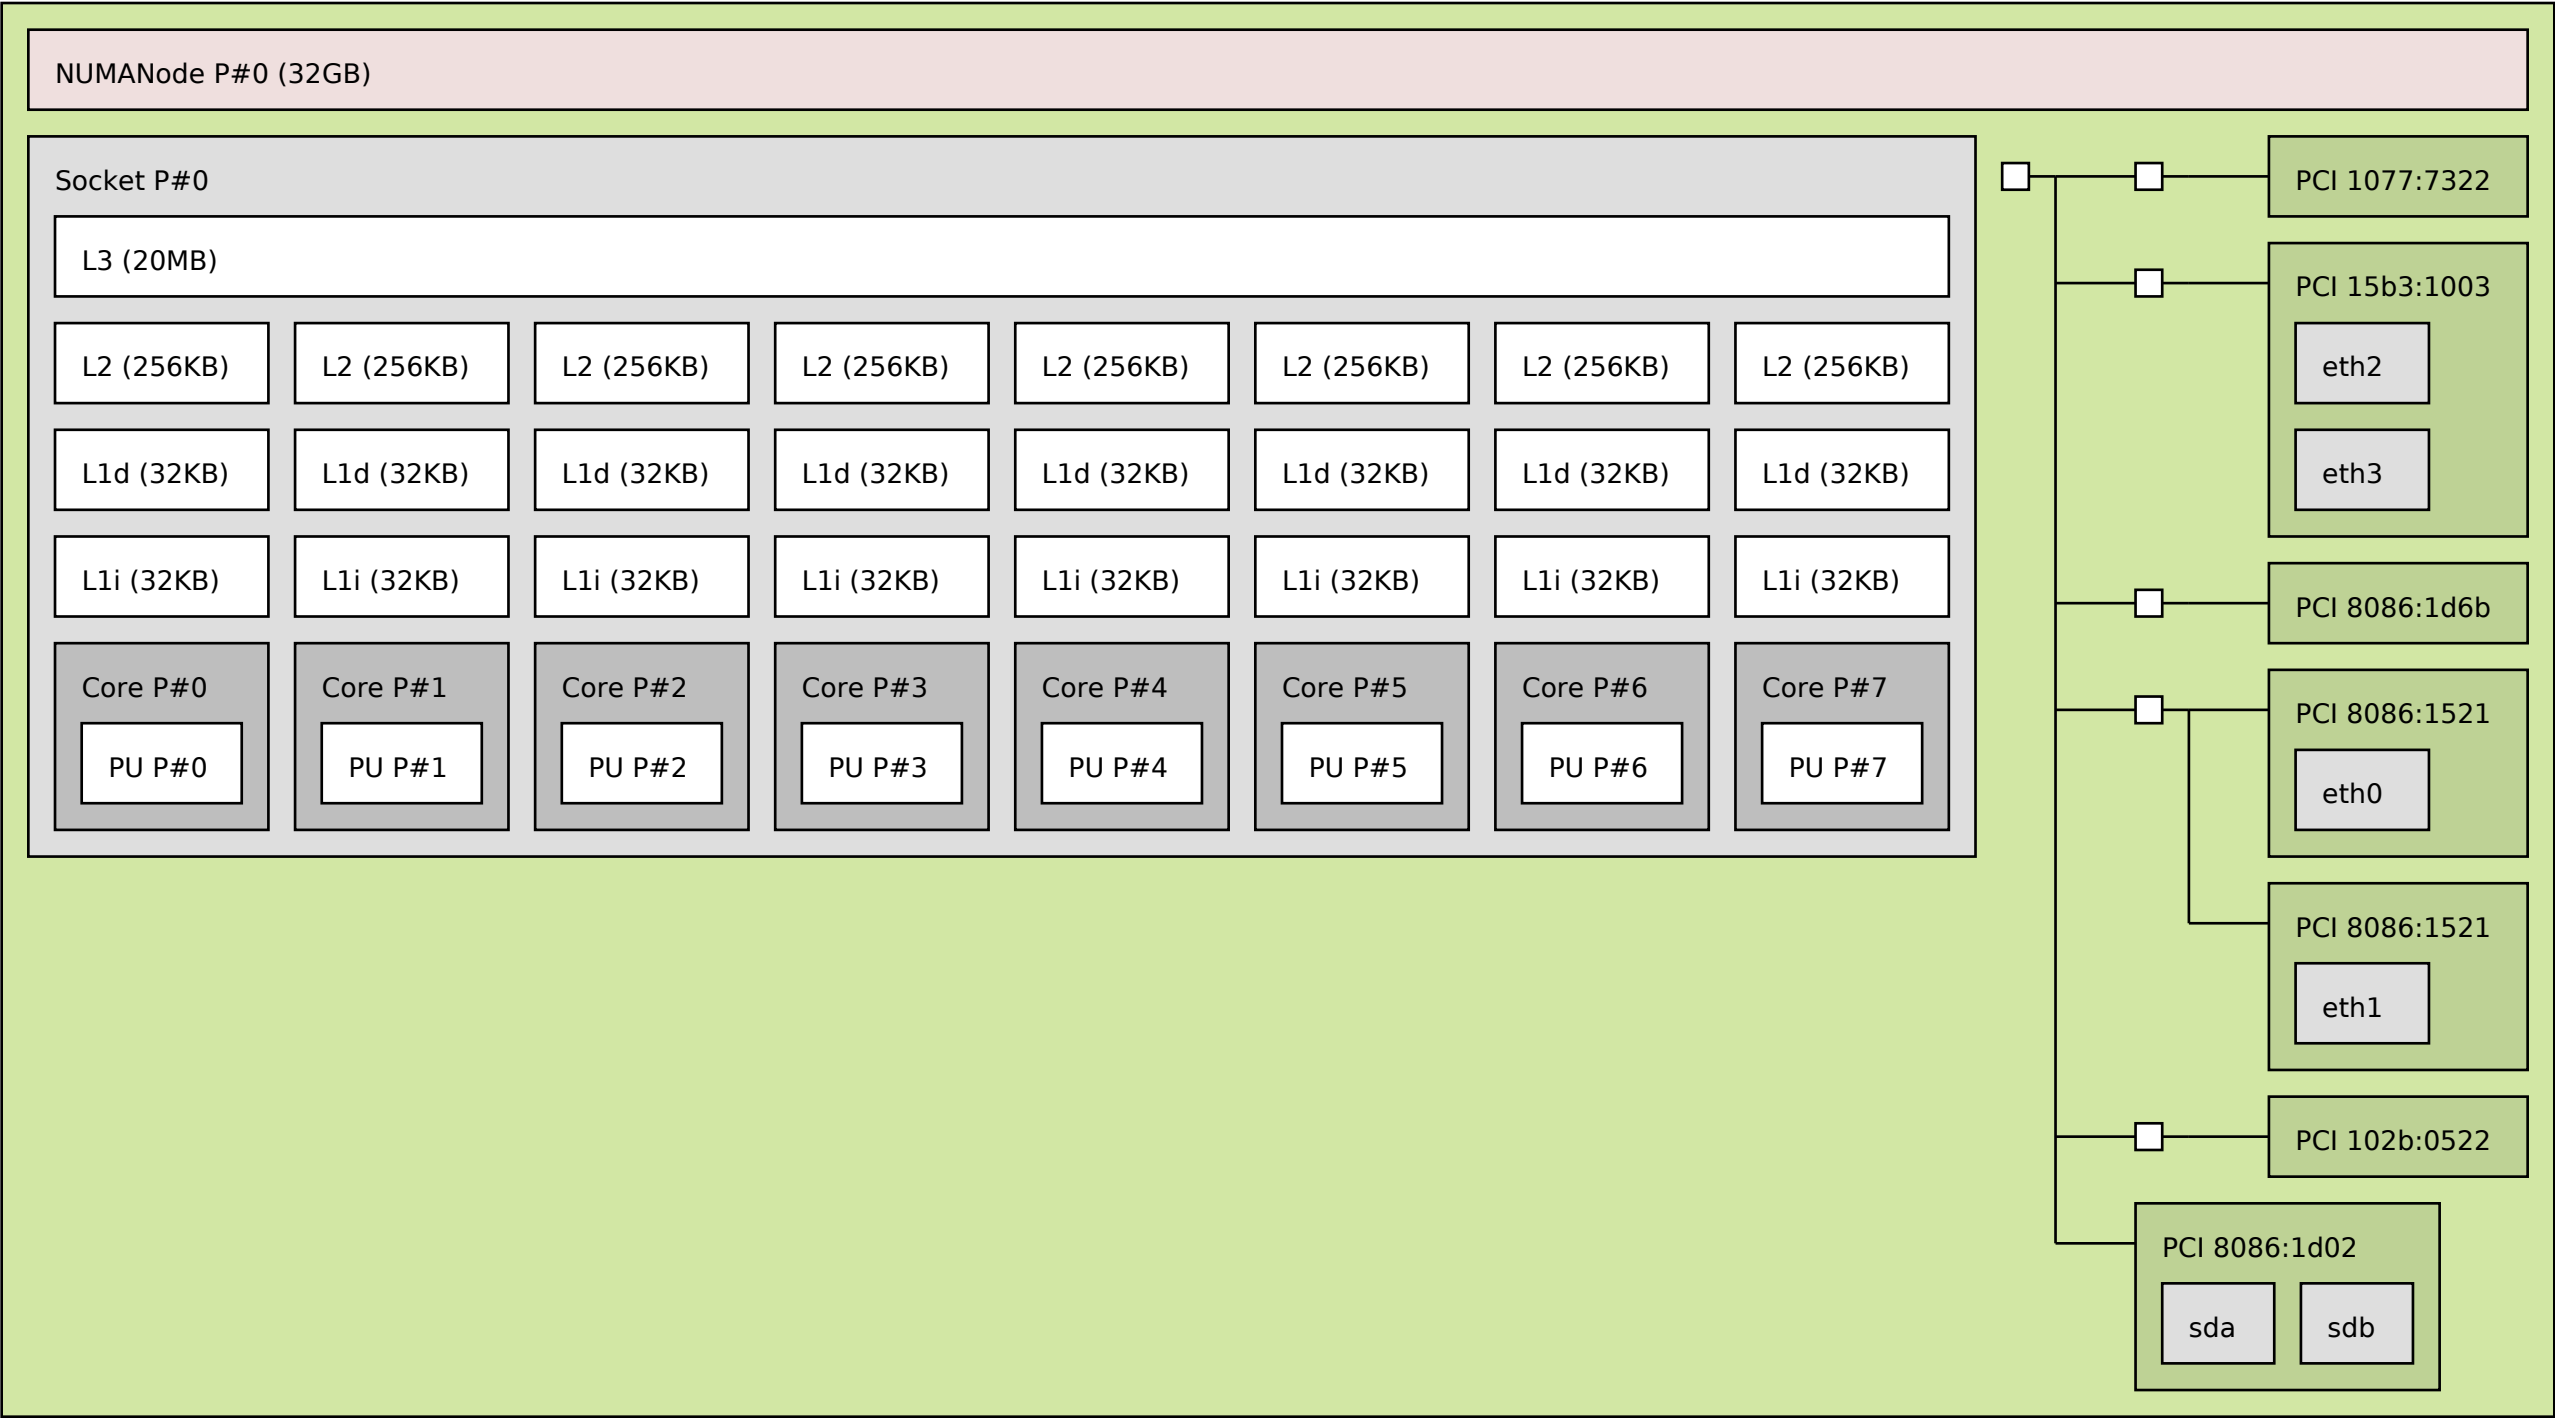 NUMANode P#0 (32GB)
Socket P#0
L3 (20MB)
L2 (256KB) L2 (256KB) L2 (256KB) L2 (256KB) L2 (256KB) L2 (256KB) L2 (256KB) L2 (256KB)
L1d (32KB) L1d (32KB) L1d (32KB) L1d (32KB) L1d (32KB) L1d (32KB) L1d (32KB) L1d (32KB)
L1i (32KB) L1i (32KB) L1i (32KB) L1i (32KB) L1i (32KB) L1i (32KB) L1i (32KB) L1i (32KB)
Core P#0 Core P#1 Core P#2 Core P#3 Core P#4 Core P#5 Core P#6 Core P#7
PU P#0 PU P#1 PU P#2 PU P#3 PU P#4 PU P#5 PU P#6 PU P#7
PCI 1077:7322
PCI 15b3:1003
eth2
eth3
PCI 8086:1d6b
PCI 8086:1521
eth0
PCI 8086:1521
eth1
PCI 102b:0522
PCI 8086:1d02
sda sdb